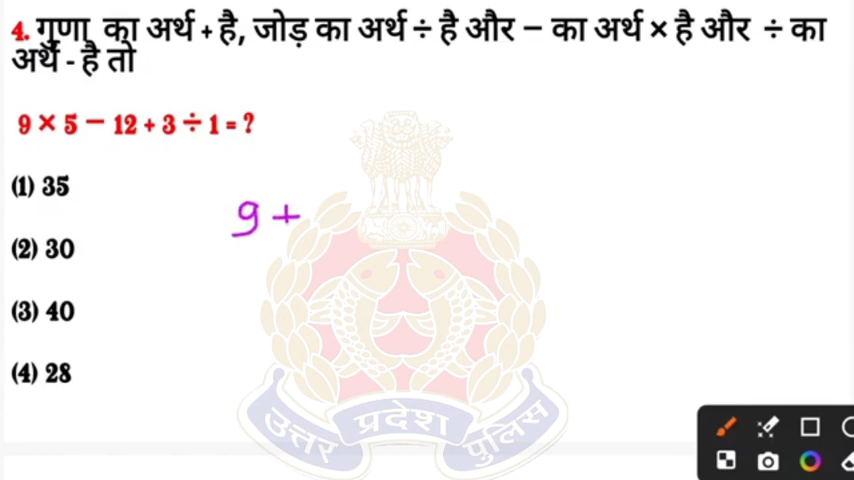 4. गुणा का अर्थ + है, जोड़ का अर्थ ÷ है और − का अर्थ × है और ÷ का
अर्थ - है तो
9 × 5 − 12 + 3 ÷ 1 = ?
(1) 35
9 +
(2) 30
(3) 40
(4) 28
उत्तर प्रदेश पुलिस